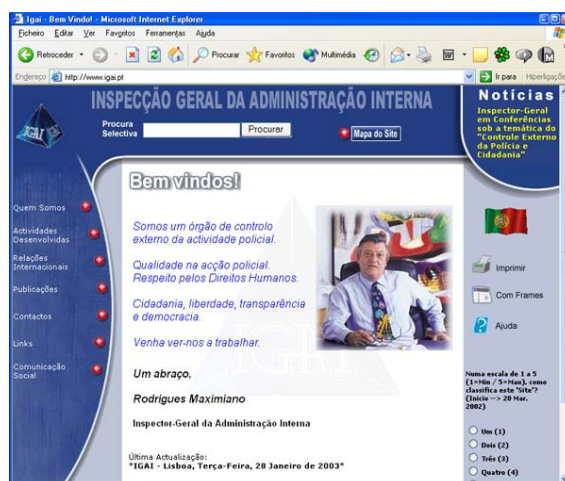 Igai - Bem Vindo! - Microsoft Internet Explorer
Ficheiro Editar Ver Favoritos Ferramentas Ajuda
Retroceder Procurar Favoritos Multimédia
Endereço http://www.igai.pt Ir para Hiperligaçõe
INSPECÇÃO GERAL DA ADMINISTRAÇÃO INTERNA
IGAI
Procura
Selectiva
Procurar
Mapa do Site
Notícias
Inspector-Geral
em Conferências
sob a temática do
"Controle Externo
da Polícia e
Cidadania"
Quem Somos
Actividades
Desenvolvidas
Relações
Internacionais
Publicações
Contactos
Links
Comunicação
Social
Bem vindos!
Somos um órgão de controlo
externo da actividade policial.
Qualidade na acção policial.
Respeito pelos Direitos Humanos.
Cidadania, liberdade, transparência
e democracia.
Venha ver-nos a trabalhar.
Um abraço,
Rodrigues Maximiano
Inspector-Geral da Administração Interna
Última Actualização:
*IGAI - Lisboa, Terça-Feira, 28 Janeiro de 2003*
IGAI
Imprimir
Com Frames
Ajuda
Numa escala de 1 a 5
(1=Min / 5=Max), como
classifica este "Site"?
(Inicio --> 20 Mar.
2002)
Um (1)
Dois (2)
Três (3)
Quatro (4)